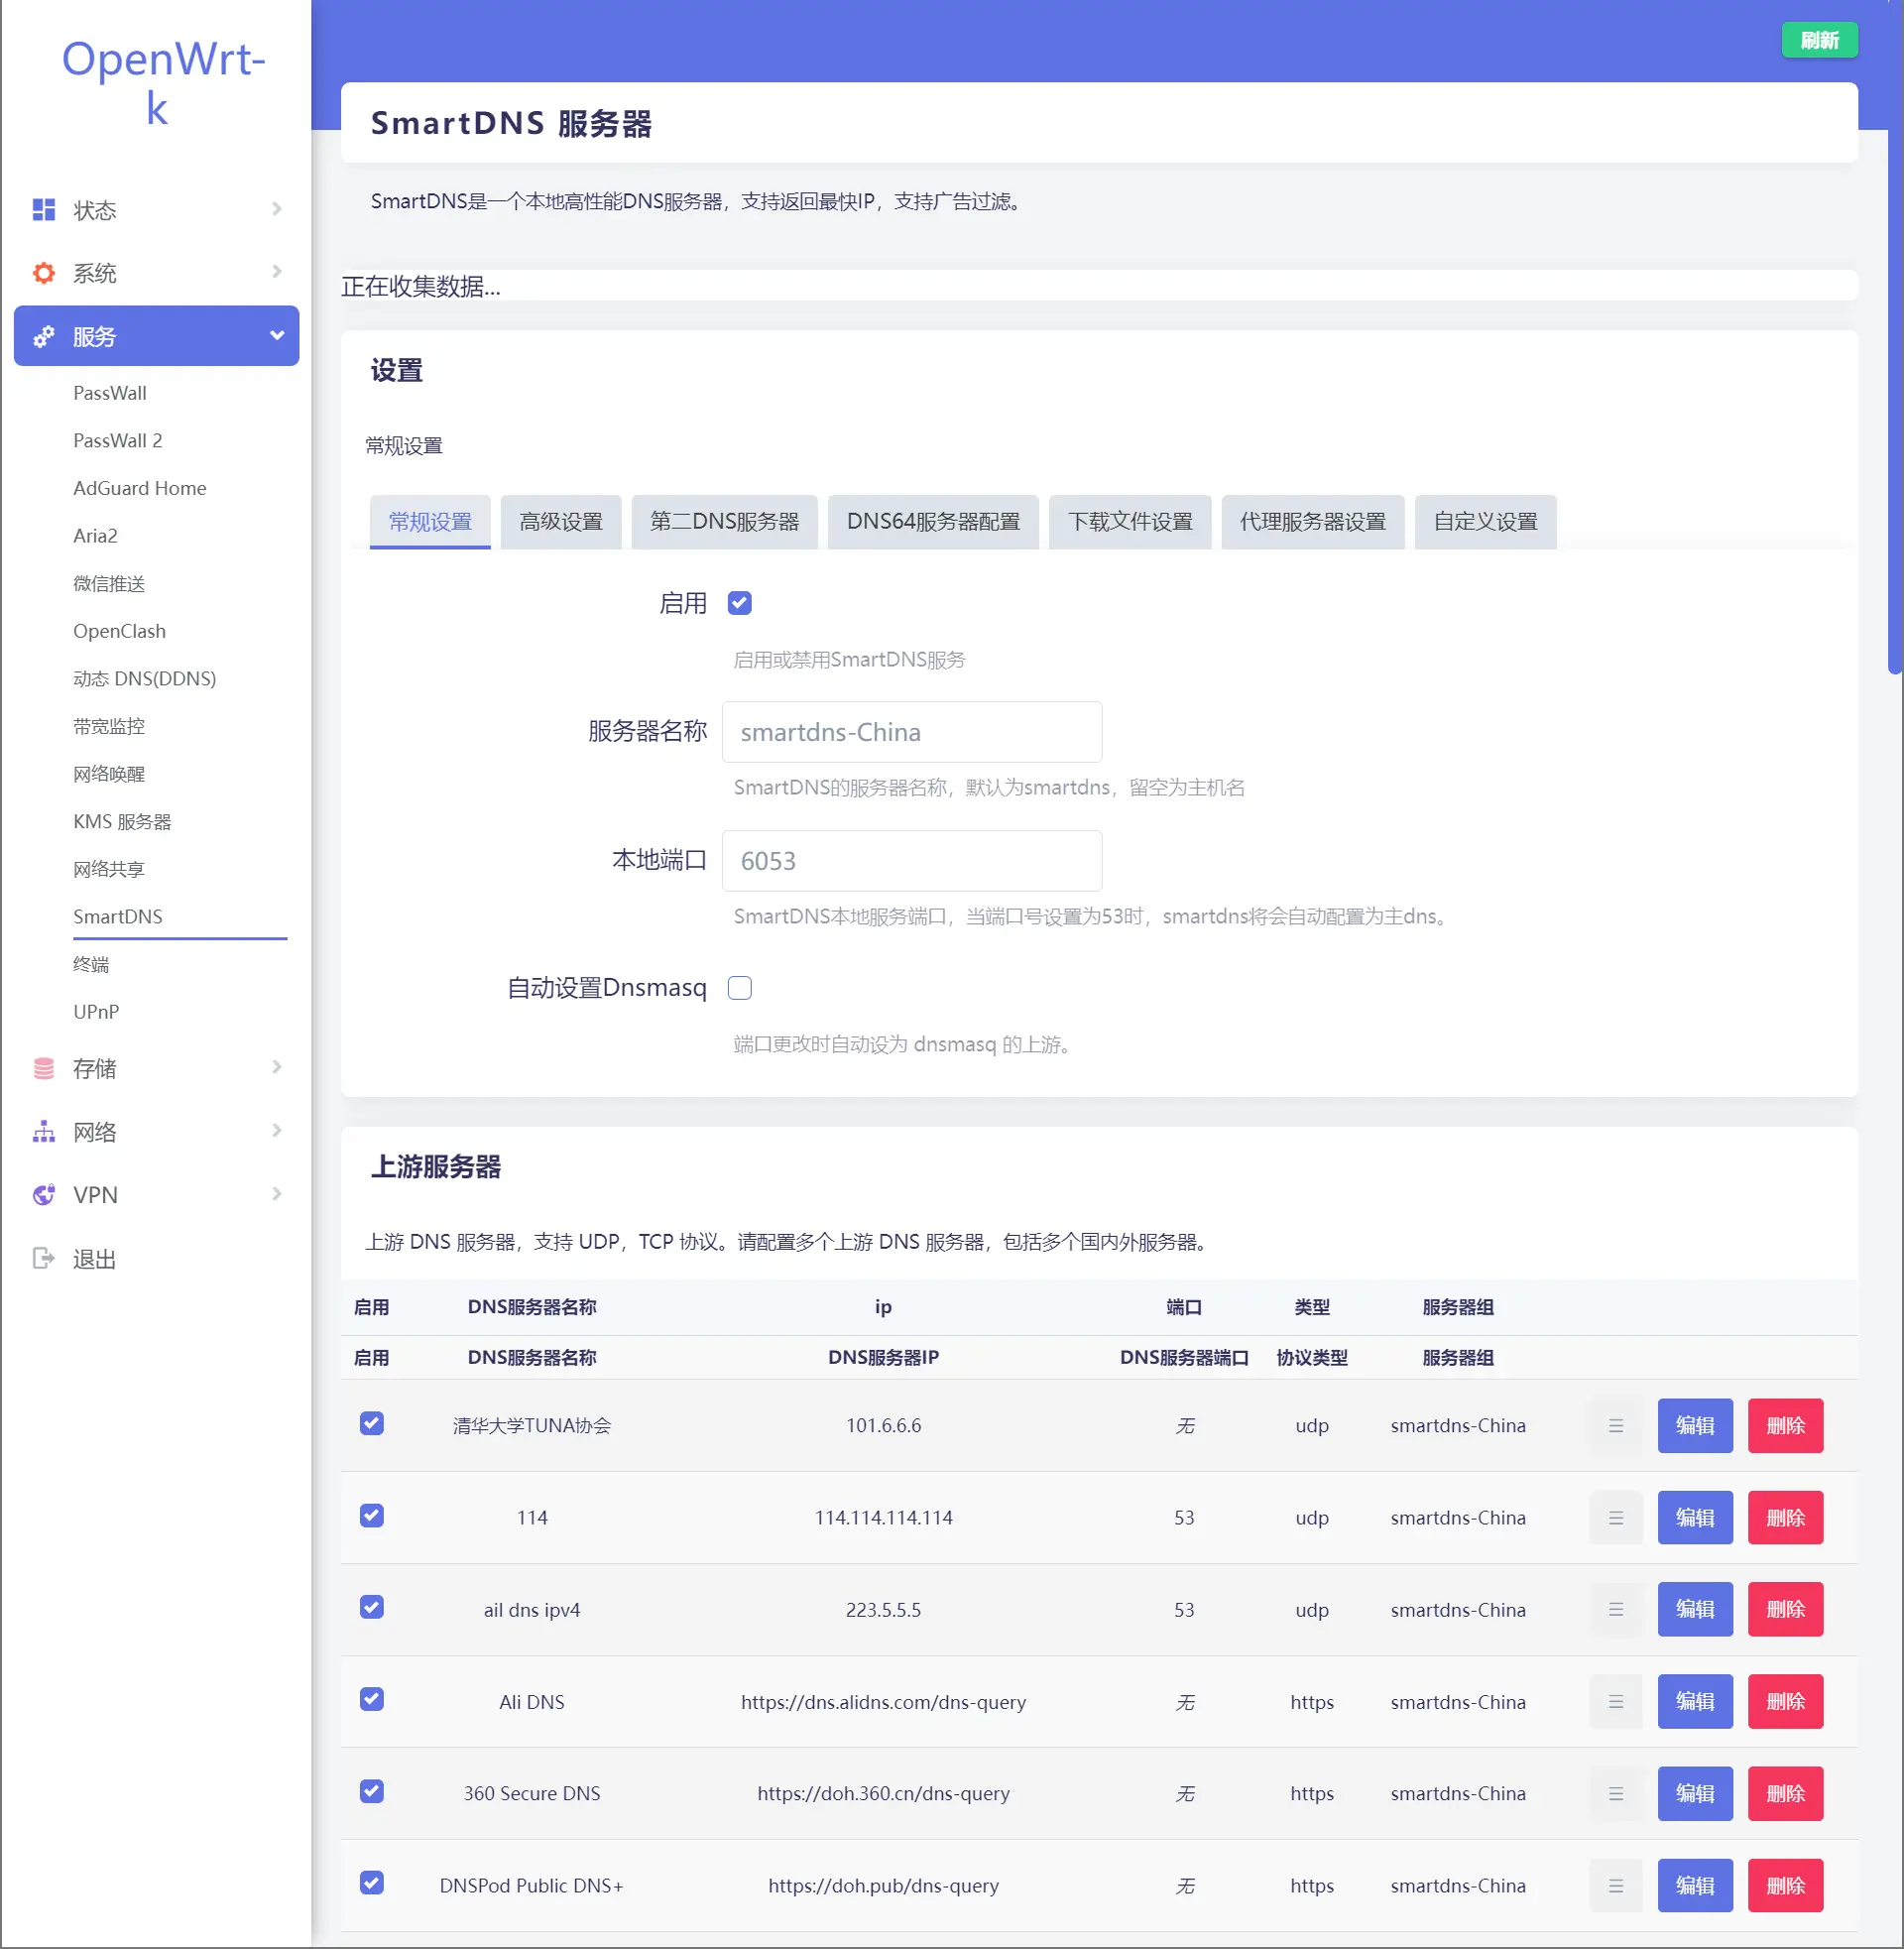 OpenWrt-
k
刷新
状态
系统
服务
PassWall
PassWall 2
AdGuard Home
Aria2
微信推送
OpenClash
动态 DNS(DDNS)
带宽监控
网络唤醒
KMS 服务器
网络共享
SmartDNS
终端
UPnP
存储
网络
VPN
退出
SmartDNS 服务器
SmartDNS是一个本地高性能DNS服务器，支持返回最快IP，支持广告过滤。
正在收集数据...
设置
常规设置
常规设置 高级设置 第二DNS服务器 DNS64服务器配置 下载文件设置 代理服务器设置 自定义设置
启用
启用或禁用SmartDNS服务
服务器名称 smartdns-China
SmartDNS的服务器名称，默认为smartdns，留空为主机名
本地端口 6053
SmartDNS本地服务端口，当端口号设置为53时，smartdns将会自动配置为主dns。
自动设置Dnsmasq
端口更改时自动设为 dnsmasq 的上游。
上游服务器
上游 DNS 服务器，支持 UDP，TCP 协议。请配置多个上游 DNS 服务器，包括多个国内外服务器。
启用 DNS服务器名称 ip 端口 类型 服务器组
启用 DNS服务器名称 DNS服务器IP DNS服务器端口 协议类型 服务器组
清华大学TUNA协会 101.6.6.6 无 udp smartdns-China ☰ 编辑 删除
114 114.114.114.114 53 udp smartdns-China ☰ 编辑 删除
ail dns ipv4 223.5.5.5 53 udp smartdns-China ☰ 编辑 删除
Ali DNS https://dns.alidns.com/dns-query 无 https smartdns-China ☰ 编辑 删除
360 Secure DNS https://doh.360.cn/dns-query 无 https smartdns-China ☰ 编辑 删除
DNSPod Public DNS+ https://doh.pub/dns-query 无 https smartdns-China ☰ 编辑 删除